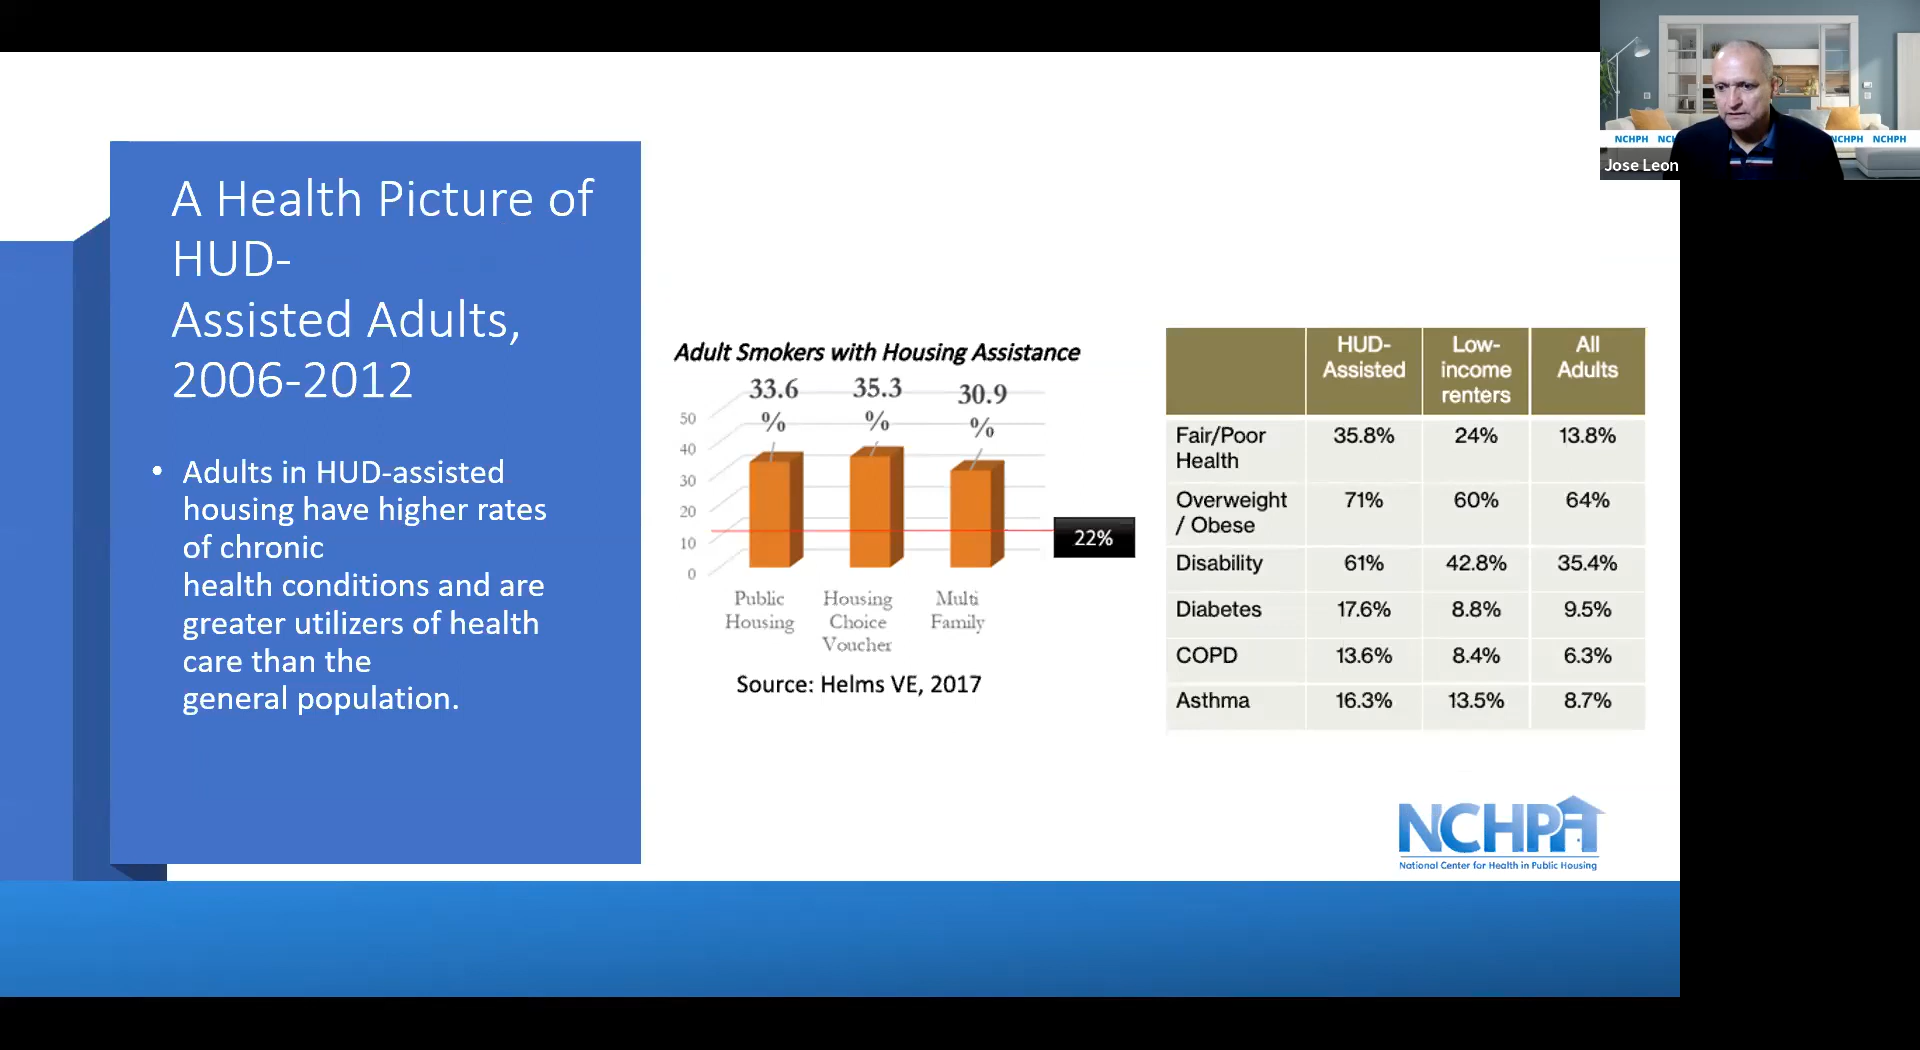 A Health Picture of
HUD-
Assisted Adults,
2006-2012
• Adults in HUD-assisted
housing have higher rates
of chronic
health conditions and are
greater utilizers of health
care than the
general population.
Adult Smokers with Housing Assistance
33.6
%
35.3
%
30.9
%
50
40
30
20
10
0
22%
Public
Housing
Housing
Choice
Voucher
Multi
Family
Source: Helms VE, 2017
HUD-
Assisted
Low-
income
renters
All
Adults
Fair/Poor
Health
35.8% 24% 13.8%
Overweight
/ Obese
71% 60% 64%
Disability 61% 42.8% 35.4%
Diabetes 17.6% 8.8% 9.5%
COPD 13.6% 8.4% 6.3%
Asthma 16.3% 13.5% 8.7%
NCHPH
National Center for Health in Public Housing
NCHPH NCH NCHPH NCHPH
Jose Leon